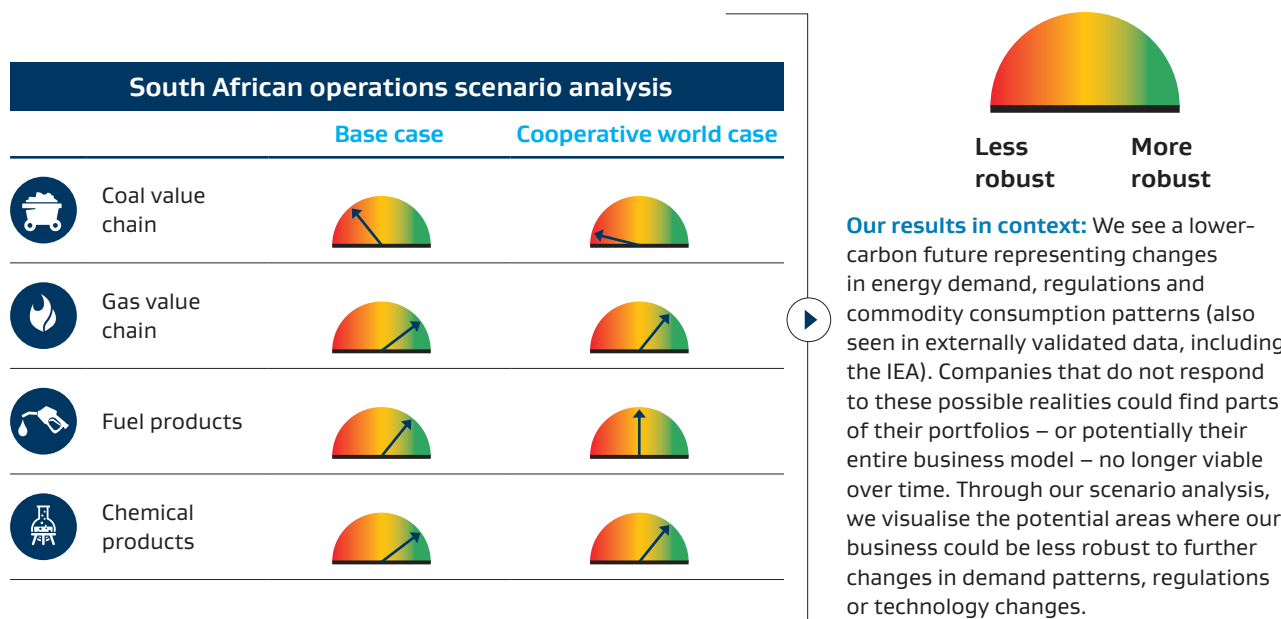 South African operations scenario analysis
Base case
Cooperative world case
Coal value
chain
Gas value
chain
Fuel products
Chemical
products
Less
robust
More
robust
Our results in context: We see a lower-
carbon future representing changes
in energy demand, regulations and
commodity consumption patterns (also
seen in externally validated data, including
the IEA). Companies that do not respond
to these possible realities could find parts
of their portfolios – or potentially their
entire business model – no longer viable
over time. Through our scenario analysis,
we visualise the potential areas where our
business could be less robust to further
changes in demand patterns, regulations
or technology changes.